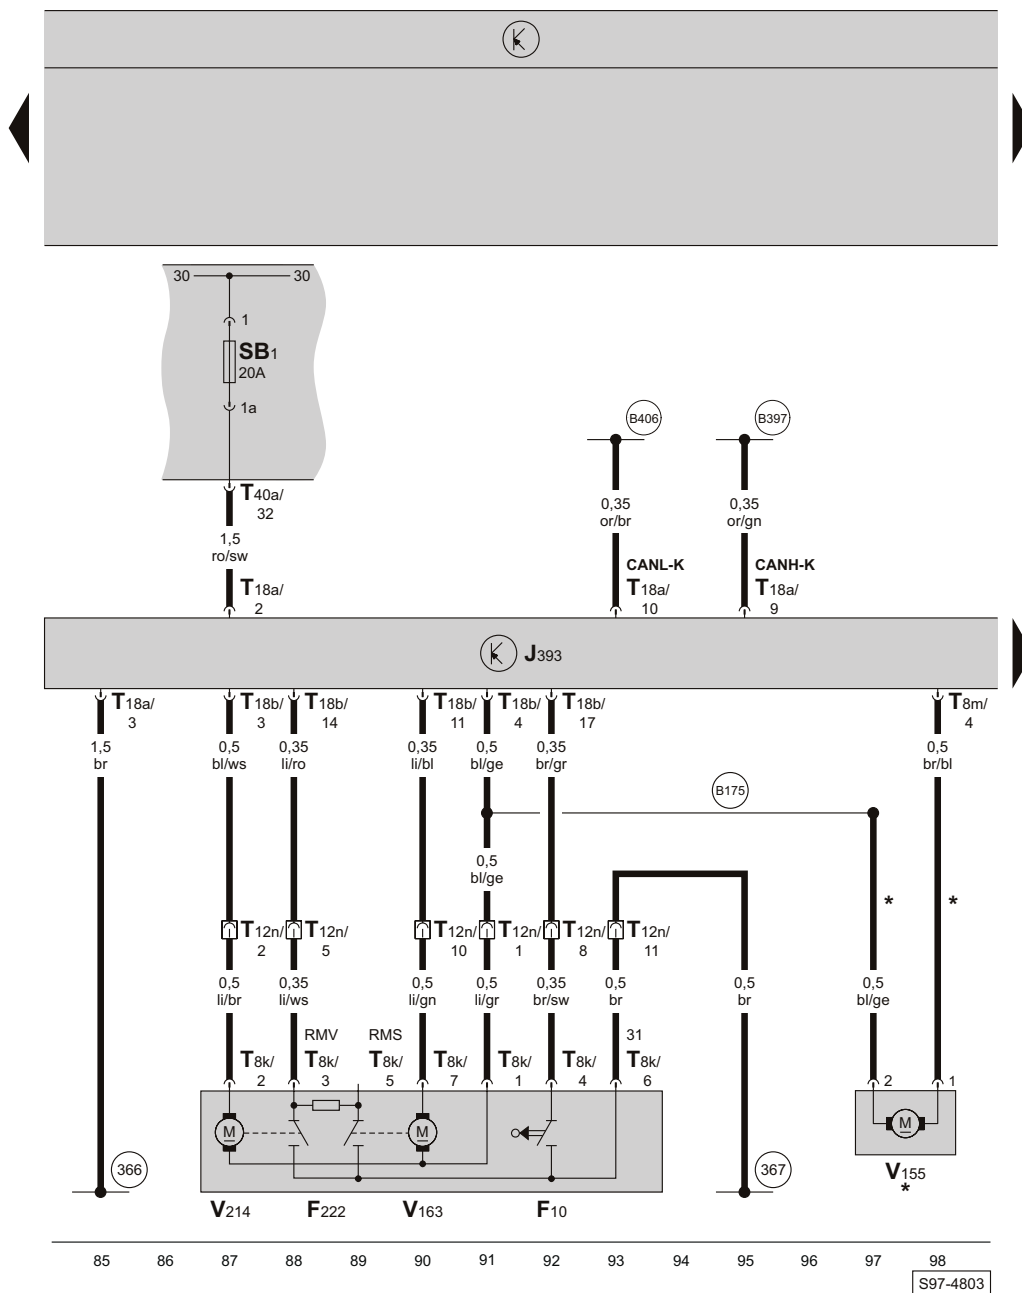 30 30
1
SB1
20A
1a
B406 B397
T40a/
32
0,35
or/br
0,35
or/gn
1,5
ro/sw
CANL-K CANH-K
T18a/
2
T18a/
10
T18a/
9
J393
T18a/
3
T18b/
3
T18b/
14
T18b/
11
T18b/
4
T18b/
17
T8m/
4
1,5
br
0,5
bl/ws
0,35
li/ro
0,35
li/bl
0,5
bl/ge
0,35
br/gr
0,5
br/bl
B175
0,5
bl/ge
* *
T12n/
2
T12n/
5
T12n/
10
T12n/
1
T12n/
8
T12n/
11
0,5
li/br
0,35
li/ws
0,5
li/gn
0,5
li/gr
0,35
br/sw
0,5
br
0,5
br
0,5
bl/ge
RMV RMS 31
T8k/
2
T8k/
3
T8k/
5
T8k/
7
T8k/
1
T8k/
4
T8k/
6
2 1
M M M
366 367
V155
*
V214 F222 V163 F10
85 86 87 88 89 90 91 92 93 94 95 96 97 98
S97-4803